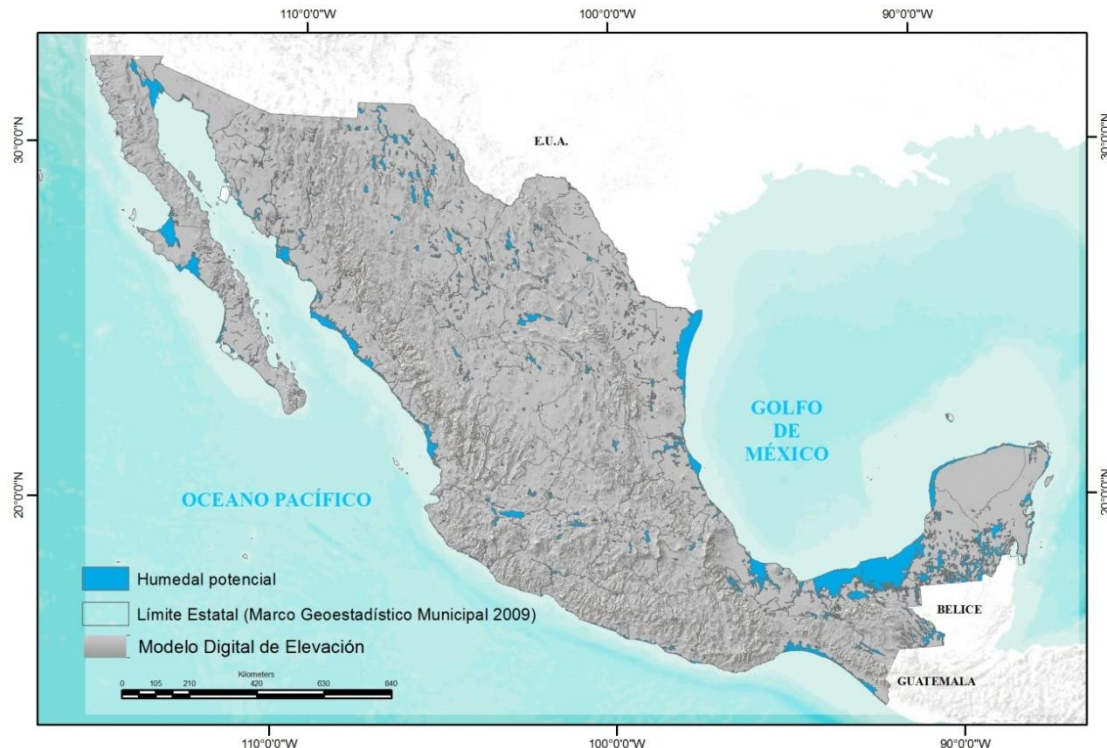 110°0'0"W
100°0'0"W
90°0'0"W
30°0'0"N
E.U.A.
30°0'0"N
GOLFO
DE
MÉXICO
20°0'0"N
OCEANO PACÍFICO
20°0'0"N
Humedal potencial
Límite Estatal (Marco Geoestadístico Municipal 2009)
BELICE
Modelo Digital de Elevación
Kilometers
0 105 210 420 630 840
GUATEMALA
110°0'0"W
100°0'0"W
90°0'0"W